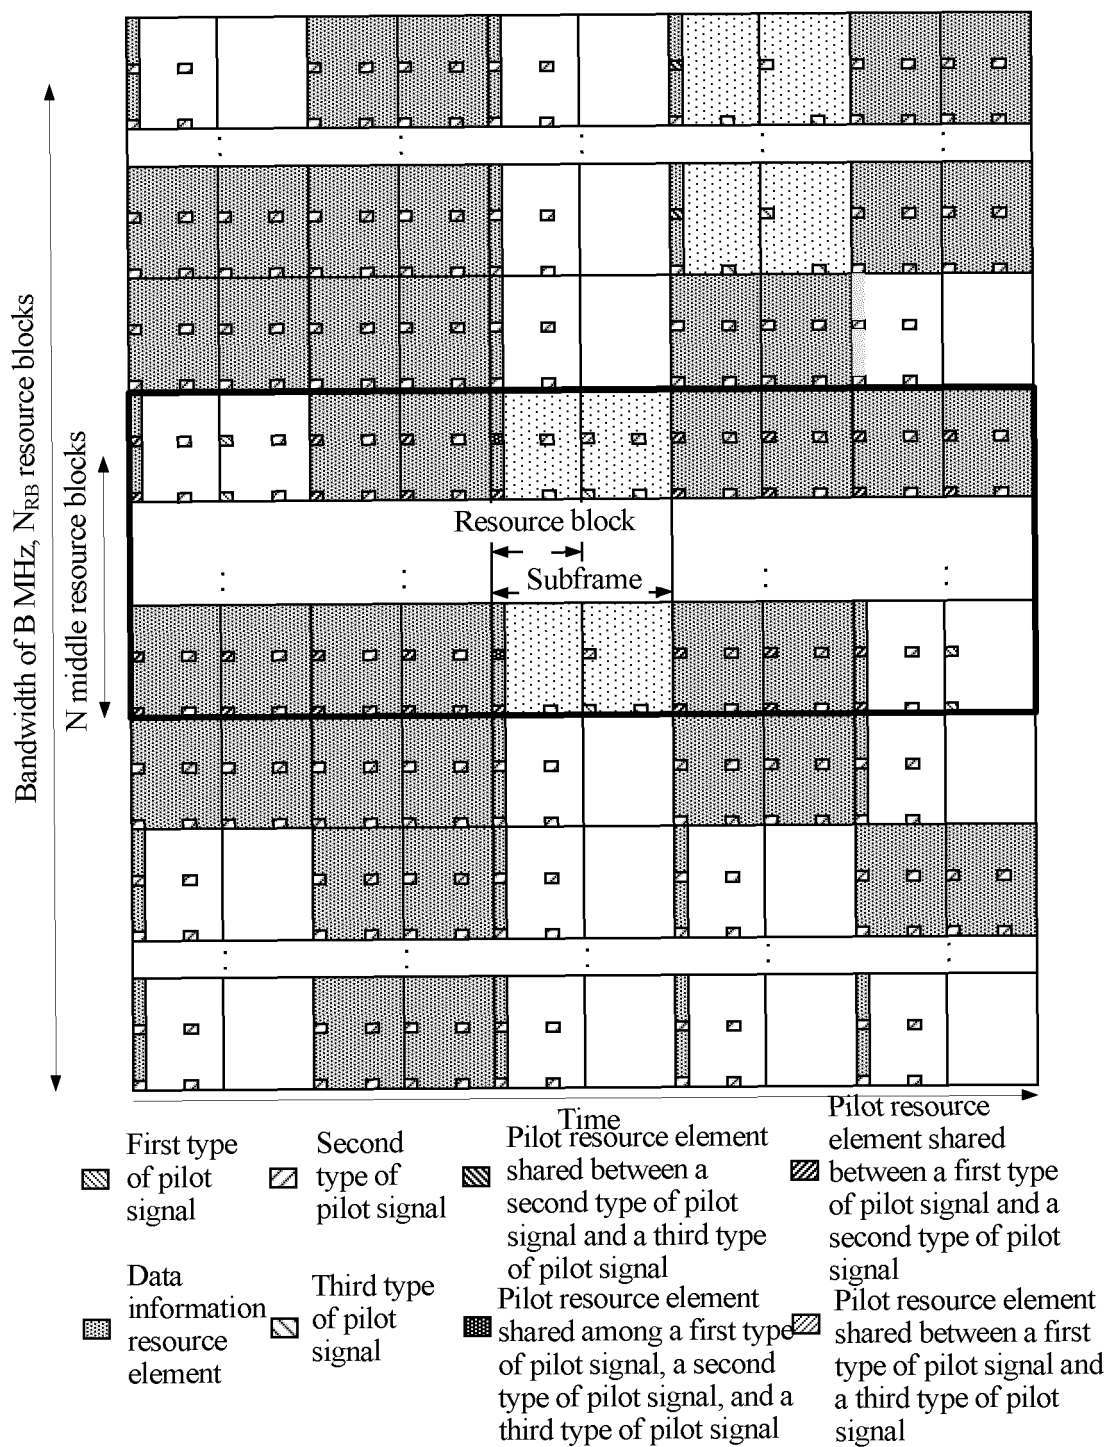 Bandwidth of B MHz, NRB resource blocks
N middle resource blocks
Resource block
Subframe
Time
First type
of pilot
signal
Second
type of
pilot signal
Pilot resource element
shared between a
second type of pilot
signal and a third type
of pilot signal
Pilot resource
element shared
between a first type
of pilot signal and a
second type of pilot
signal
Data
information
resource
element
Third type
of pilot
signal
Pilot resource element
shared among a first type
of pilot signal, a second
type of pilot signal, and a
third type of pilot signal
Pilot resource element
shared between a first
type of pilot signal and
a third type of pilot
signal